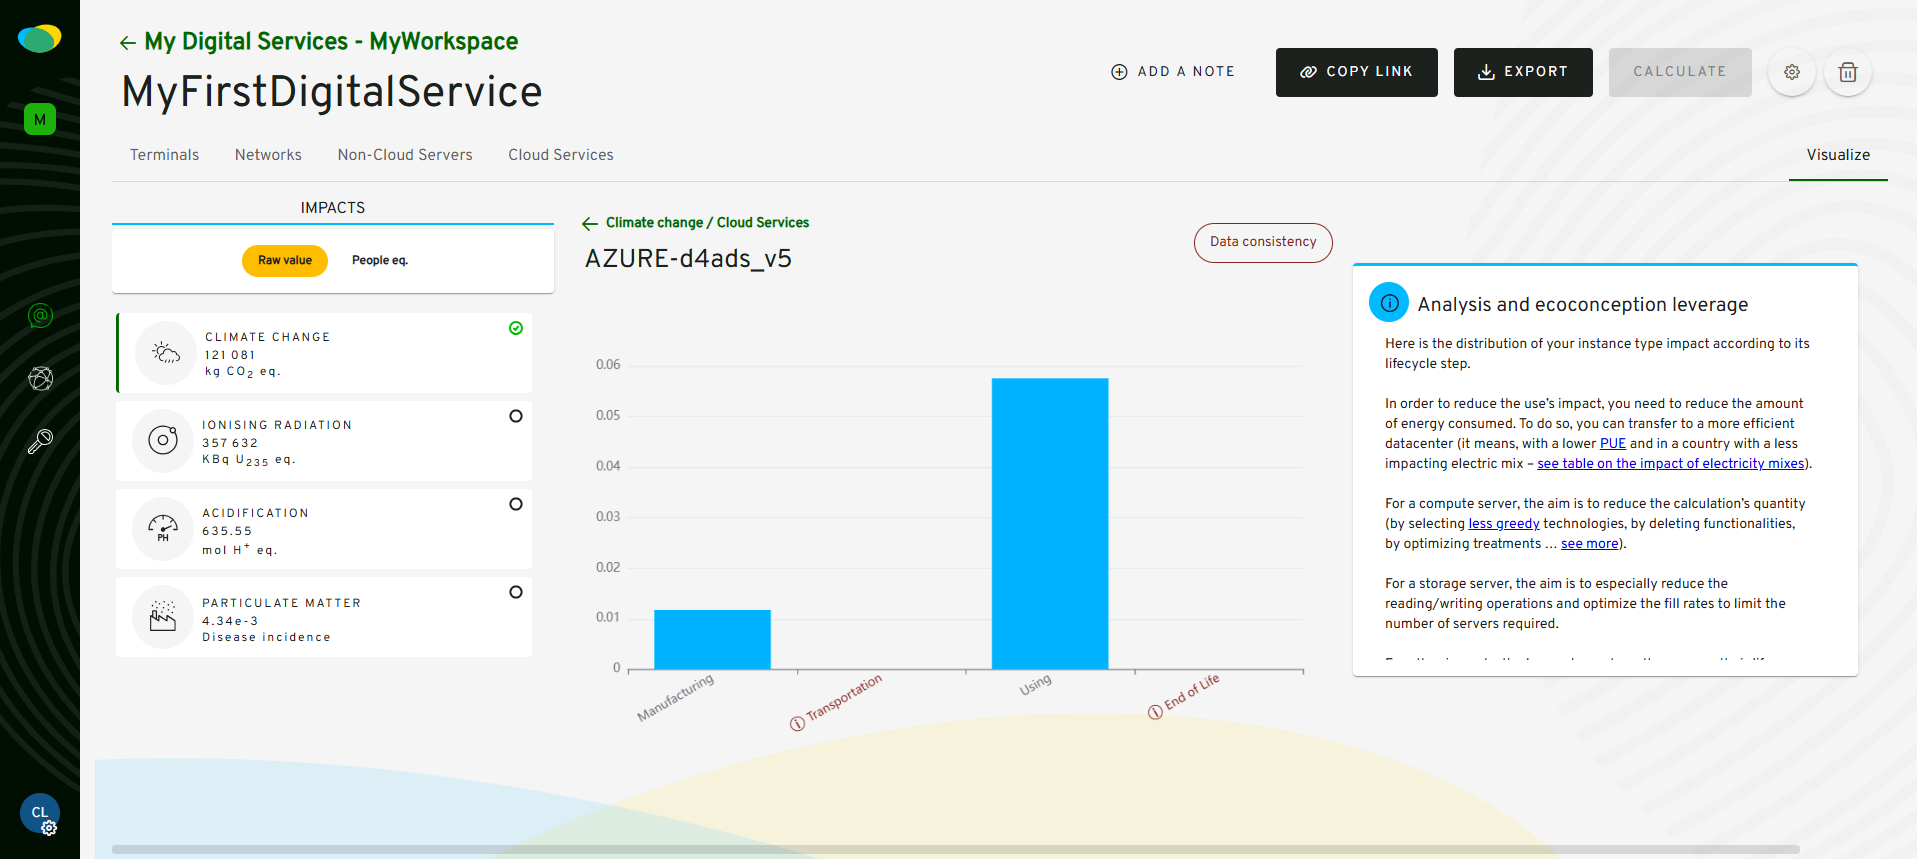 My Digital Services - MyWorkspace
MyFirstDigitalService
ADD A NOTE
COPY LINK
EXPORT
CALCULATE
M
Terminals
Networks
Non-Cloud Servers
Cloud Services
Visualize
IMPACTS
Raw value
People eq.
CLIMATE CHANGE
121 081
kg CO2 eq.
IONISING RADIATION
357 632
KBq U235 eq.
ACIDIFICATION
635.55
mol H+ eq.
PH
PARTICULATE MATTER
4.34e-3
Disease incidence
Climate change / Cloud Services
AZURE-d4ads_v5
Data consistency
0.06
0.05
0.04
0.03
0.02
0.01
0
Manufacturing
Transportation
Using
End of Life
Analysis and ecoconception leverage
Here is the distribution of your instance type impact according to its
lifecycle step.
In order to reduce the use’s impact, you need to reduce the amount
of energy consumed. To do so, you can transfer to a more efficient
datacenter (it means, with a lower PUE and in a country with a less
impacting electric mix – see table on the impact of electricity mixes).
For a compute server, the aim is to reduce the calculation’s quantity
(by selecting less greedy technologies, by deleting functionalities,
by optimizing treatments … see more).
For a storage server, the aim is to especially reduce the
reading/writing operations and optimize the fill rates to limit the
number of servers required.
CL